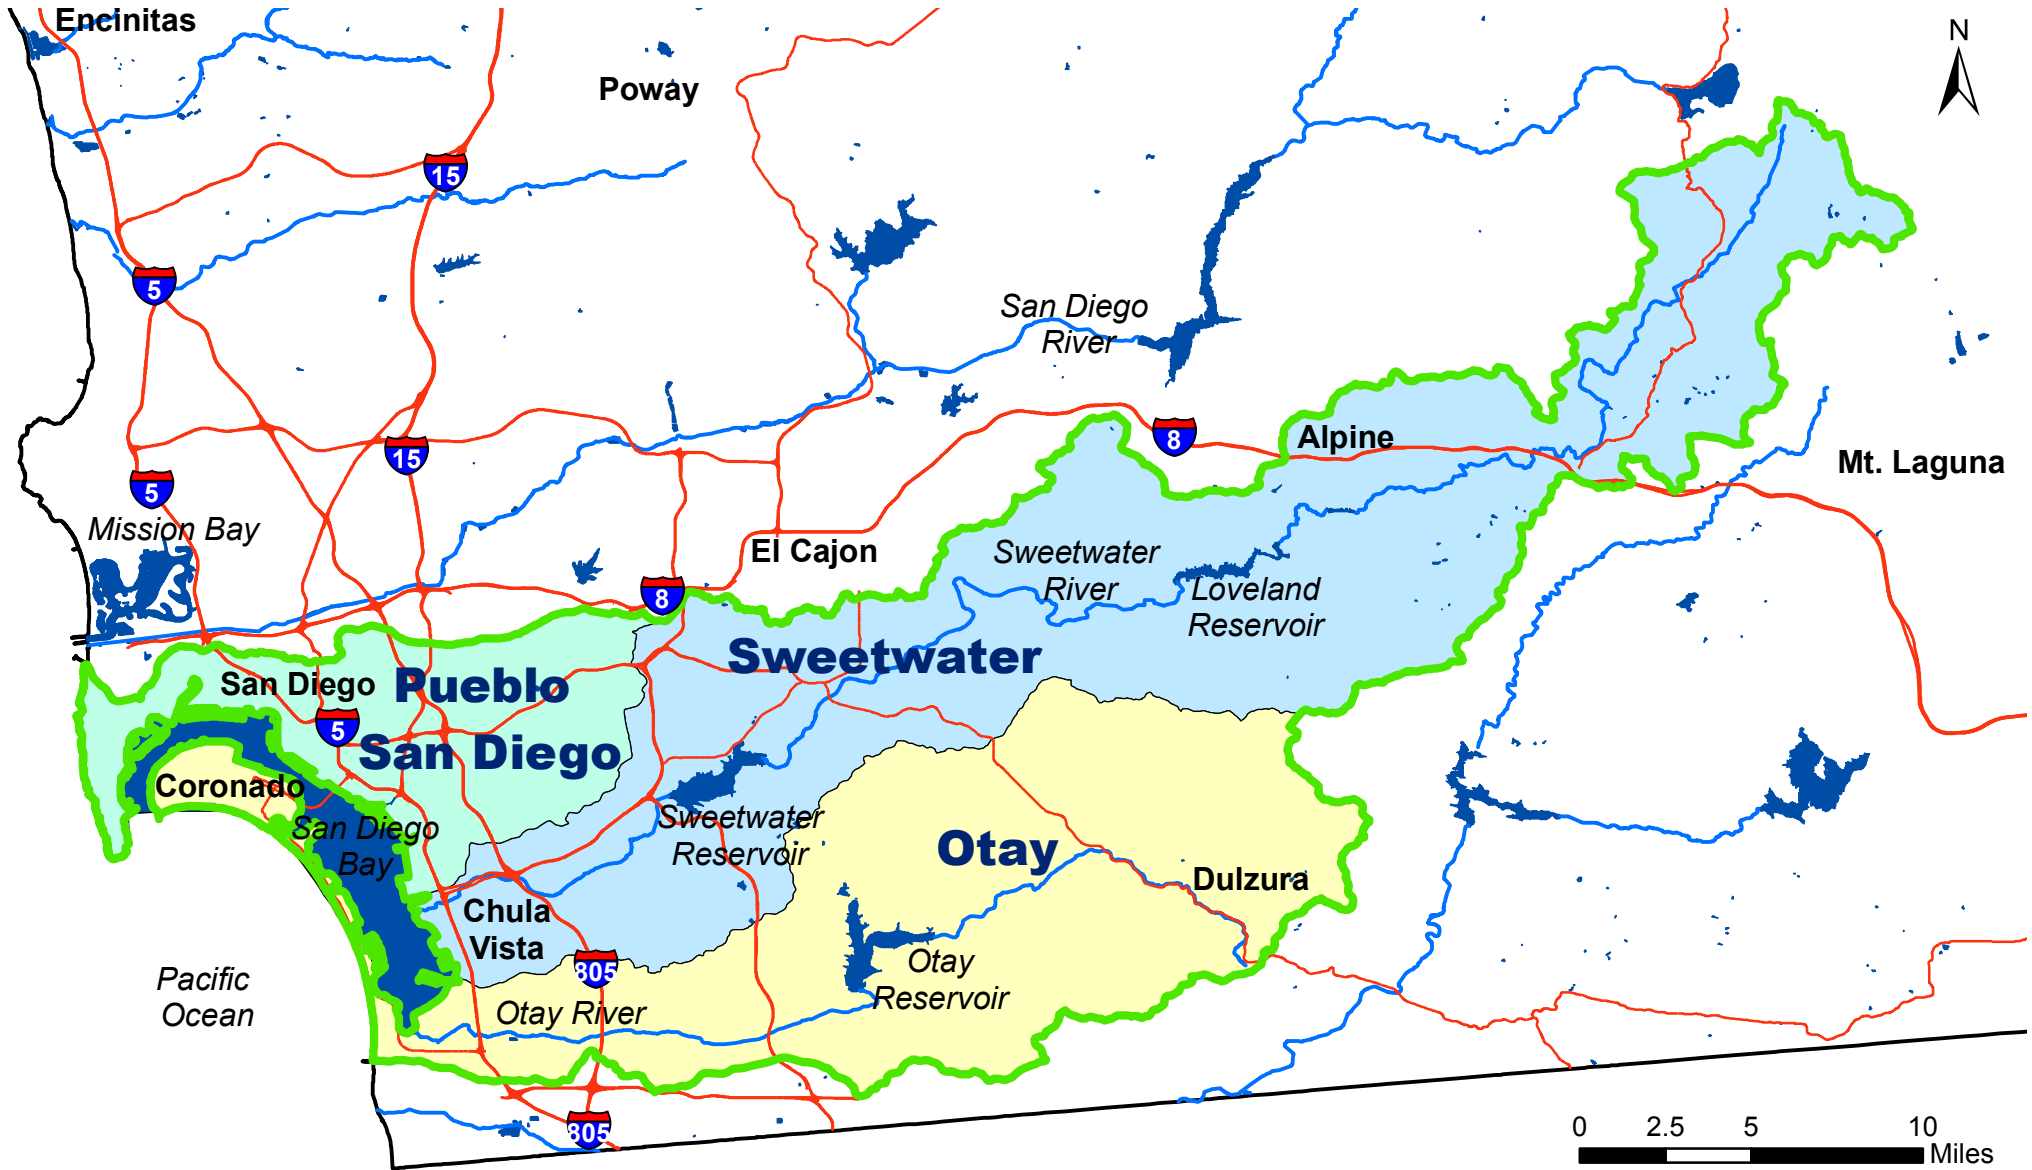 Encinitas
N
Poway
15
5
San Diego
River
8
Alpine
15
Mt. Laguna
5
Mission Bay
El Cajon
Sweetwater
River
Loveland
Reservoir
8
Sweetwater
San Diego
Pueblo
San Diego
5
Coronado
San Diego
Bay
Sweetwater
Reservoir
Otay
Dulzura
Chula
Vista
805
Otay
Reservoir
Otay River
Pacific
Ocean
805
0 2.5 5 10
Miles